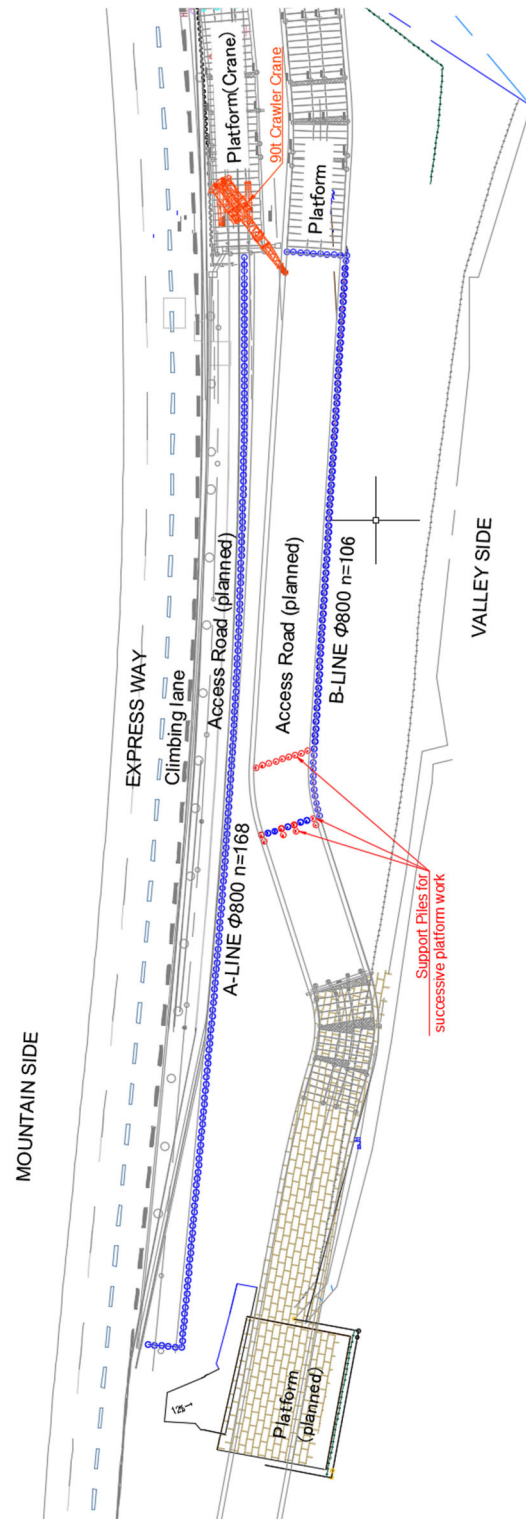 MOUNTAIN SIDE
EXPRESS WAY
Climbing lane
Access Road (planned)
A-LINE Φ800 n=168
Platform(Crane)
90t Crawler Crane
Platform
Access Road (planned)
B-LINE Φ800 n=106
Support Piles for
successive platform work
VALLEY SIDE
Platform
(planned)